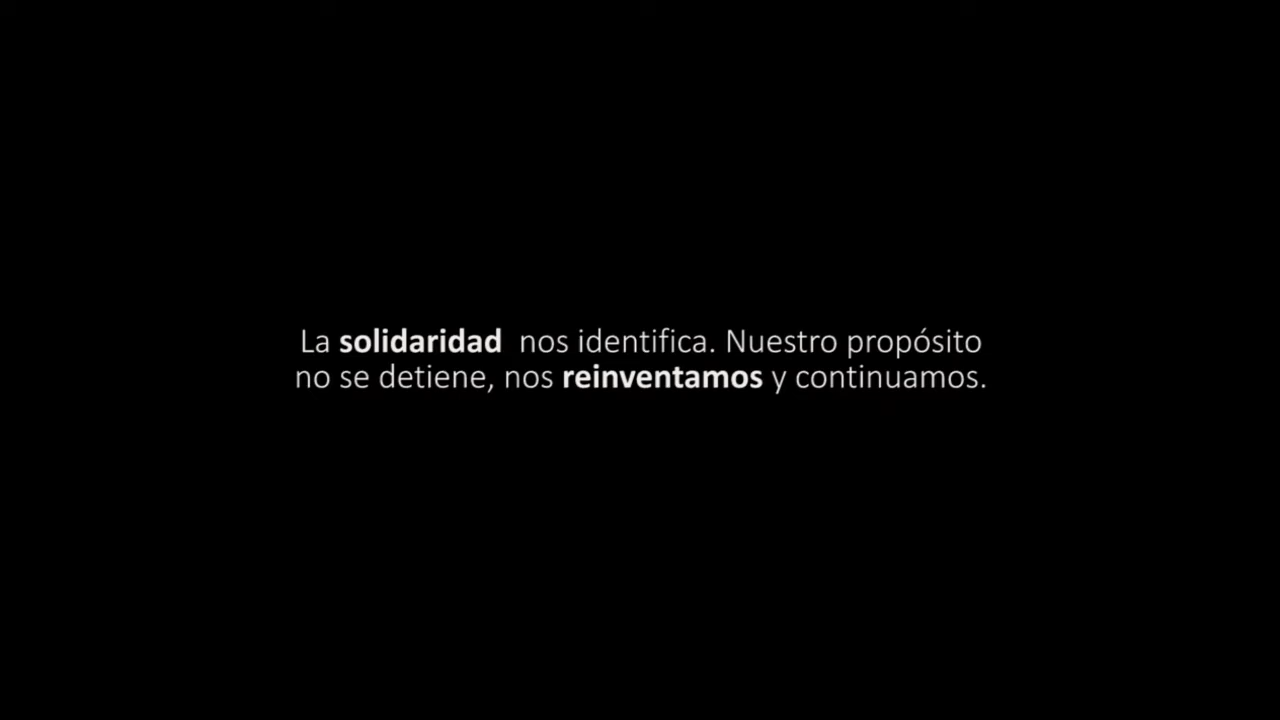 La solidaridad nos identifica. Nuestro propósito
no se detiene, nos reinventamos y continuamos.